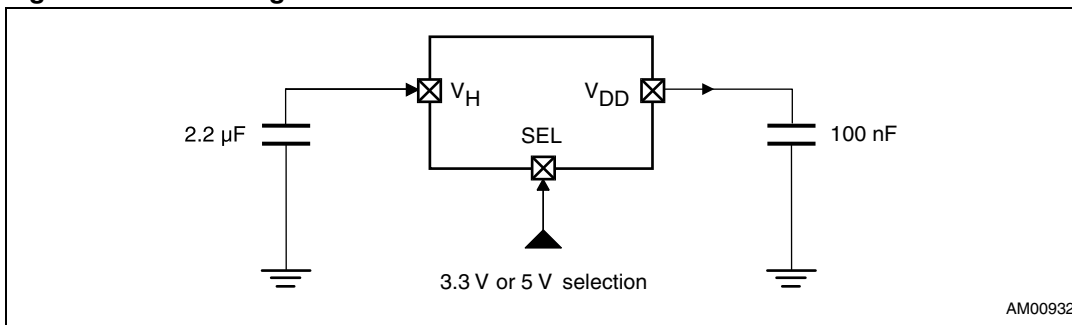 V_H
V_DD
2.2 µF
SEL
100 nF
3.3 V or 5 V selection
AM00932